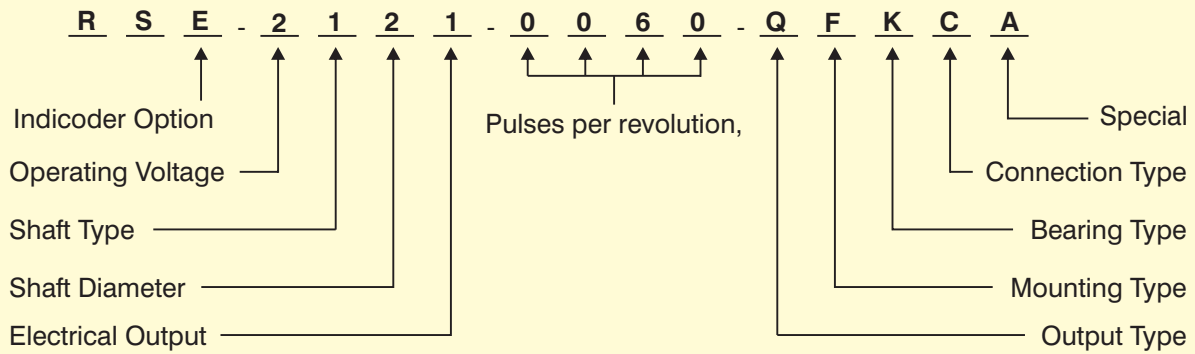 R S E - 2 1 2 1 - 0 0 6 0 - Q F K C A
Indicoder Option
Pulses per revolution,
Special
Operating Voltage
Connection Type
Shaft Type
Bearing Type
Shaft Diameter
Mounting Type
Electrical Output
Output Type